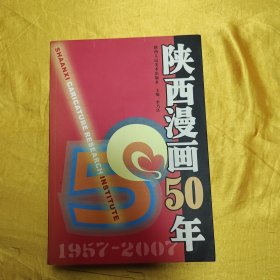 陕西漫画50年
SHAANXI CARICATURE RESEARCH INSTITUTE
50
1957-2007